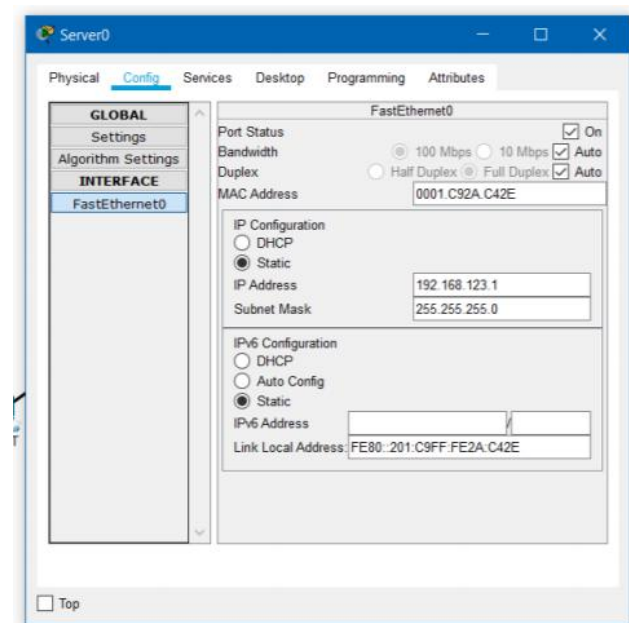 Server0
Physical Config Services Desktop Programming Attributes
GLOBAL
Settings
Algorithm Settings
INTERFACE
FastEthernet0
FastEthernet0
Port Status On
Bandwidth 100 Mbps 10 Mbps Auto
Duplex Half Duplex Full Duplex Auto
MAC Address 0001.C92A.C42E
IP Configuration
DHCP
Static
IP Address 192.168.123.1
Subnet Mask 255.255.255.0
IPv6 Configuration
DHCP
Auto Config
Static
IPv6 Address /
Link Local Address: FE80::201:C9FF:FE2A:C42E
Top